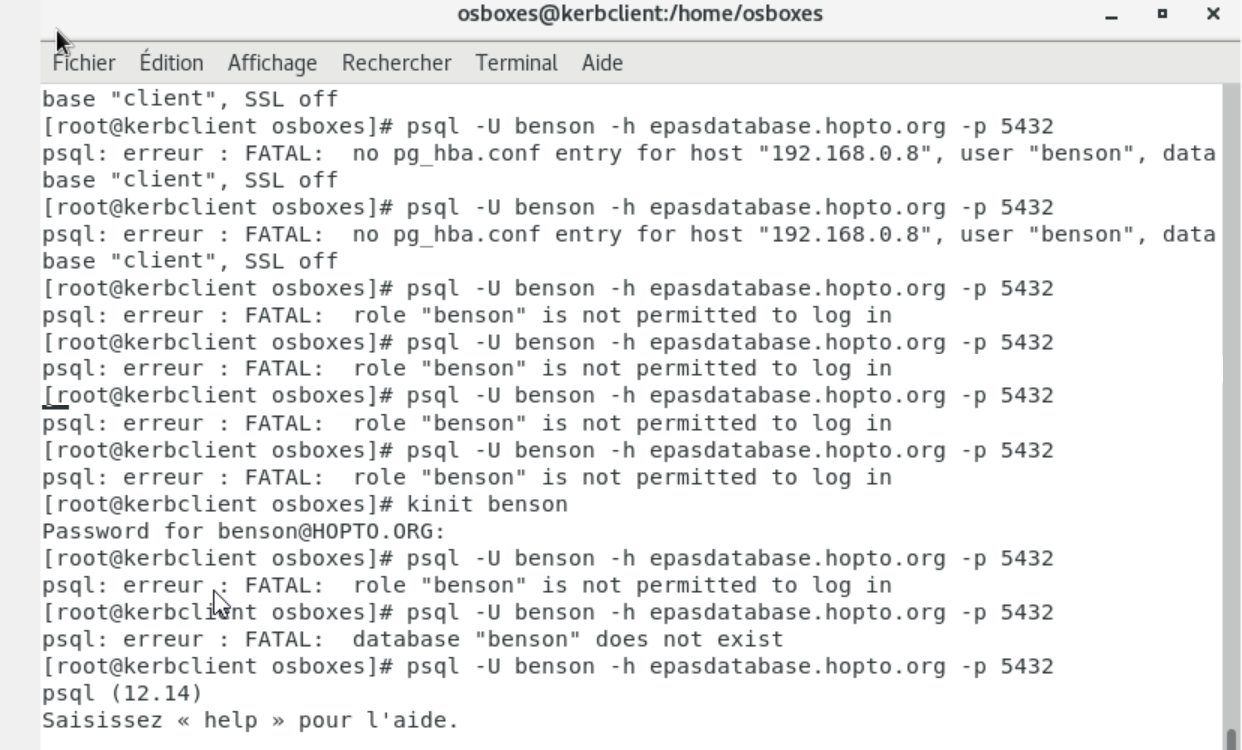 osboxes@kerbclient:/home/osboxes
Fichier Édition Affichage Rechercher Terminal Aide
base "client", SSL off
[root@kerbclient osboxes]# psql -U benson -h epasdatabase.hopto.org -p 5432
psql: erreur : FATAL:  no pg_hba.conf entry for host "192.168.0.8", user "benson", data
base "client", SSL off
[root@kerbclient osboxes]# psql -U benson -h epasdatabase.hopto.org -p 5432
psql: erreur : FATAL:  no pg_hba.conf entry for host "192.168.0.8", user "benson", data
base "client", SSL off
[root@kerbclient osboxes]# psql -U benson -h epasdatabase.hopto.org -p 5432
psql: erreur : FATAL:  role "benson" is not permitted to log in
[root@kerbclient osboxes]# psql -U benson -h epasdatabase.hopto.org -p 5432
psql: erreur : FATAL:  role "benson" is not permitted to log in
[root@kerbclient osboxes]# psql -U benson -h epasdatabase.hopto.org -p 5432
psql: erreur : FATAL:  role "benson" is not permitted to log in
[root@kerbclient osboxes]# psql -U benson -h epasdatabase.hopto.org -p 5432
psql: erreur : FATAL:  role "benson" is not permitted to log in
[root@kerbclient osboxes]# kinit benson
Password for benson@HOPTO.ORG:
[root@kerbclient osboxes]# psql -U benson -h epasdatabase.hopto.org -p 5432
psql: erreur : FATAL:  role "benson" is not permitted to log in
[root@kerbclient osboxes]# psql -U benson -h epasdatabase.hopto.org -p 5432
psql: erreur : FATAL:  database "benson" does not exist
[root@kerbclient osboxes]# psql -U benson -h epasdatabase.hopto.org -p 5432
psql (12.14)
Saisissez « help » pour l'aide.